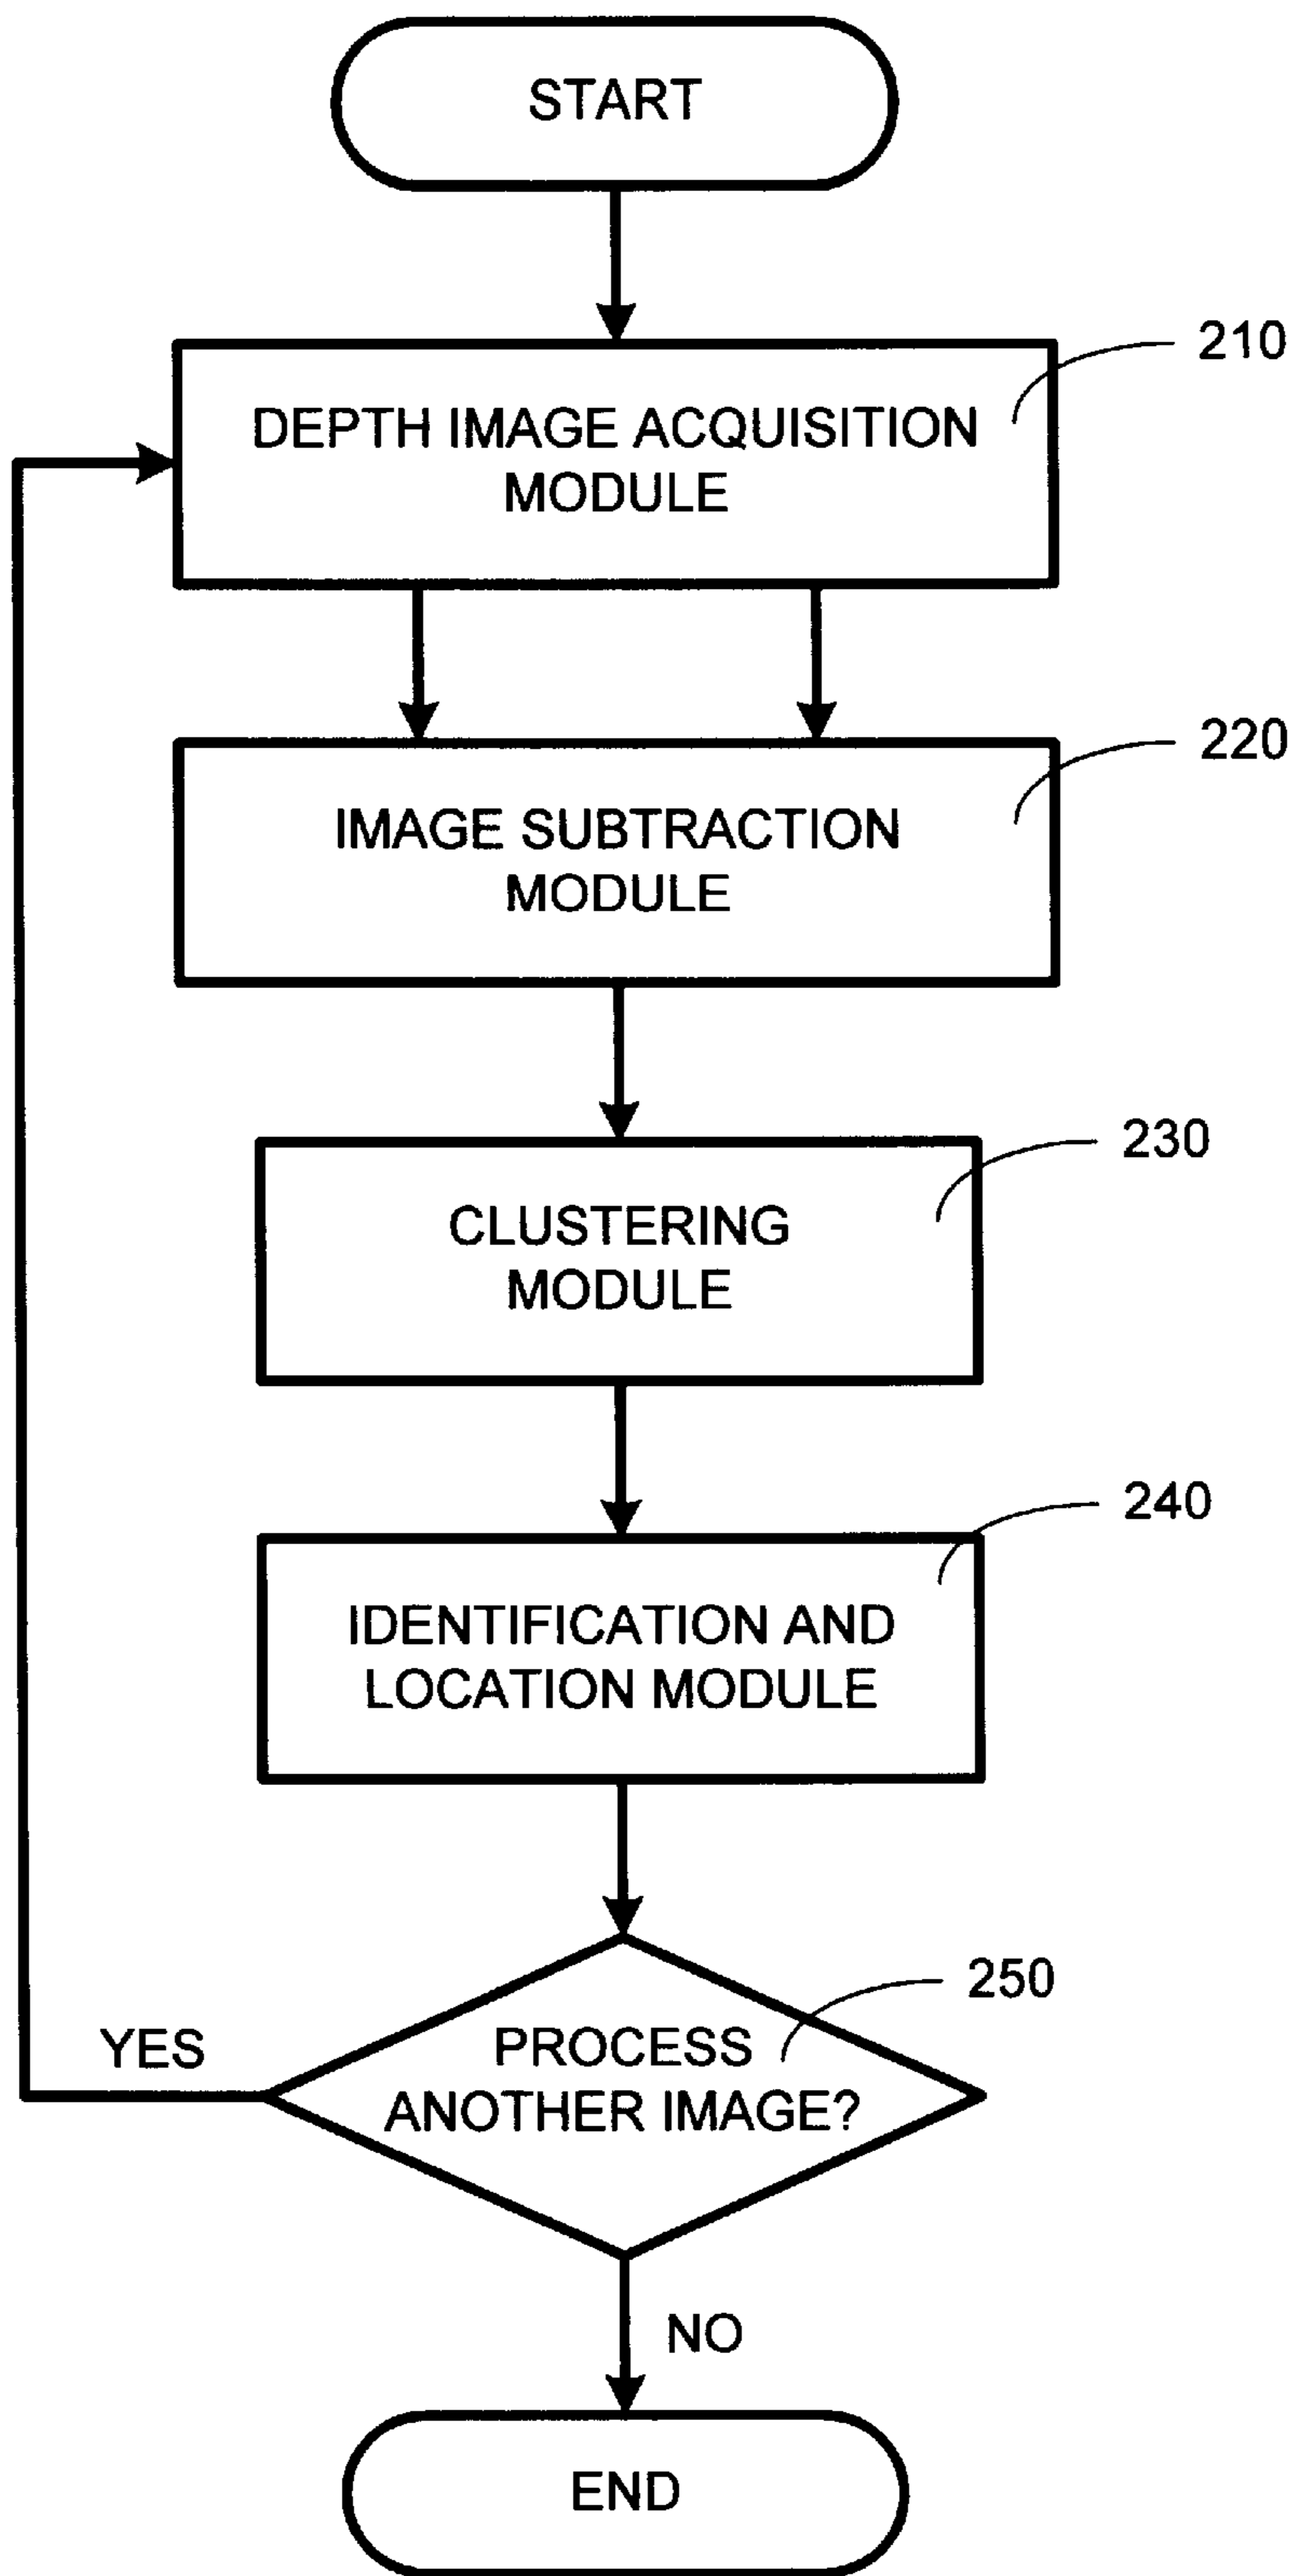 START
210
DEPTH IMAGE ACQUISITION
MODULE
220
IMAGE SUBTRACTION
MODULE
230
CLUSTERING
MODULE
240
IDENTIFICATION AND
LOCATION MODULE
250
YES
PROCESS
ANOTHER IMAGE?
NO
END